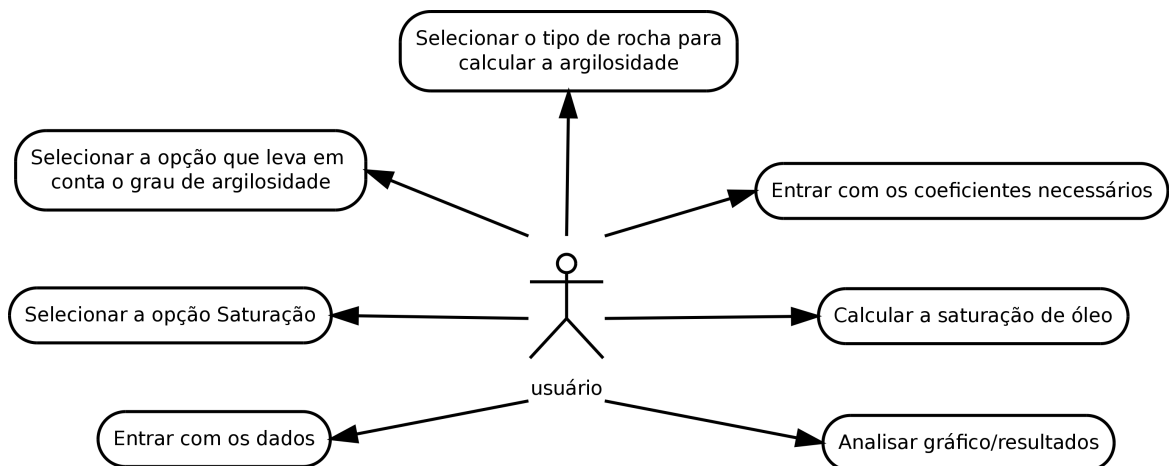 Selecionar o tipo de rocha para
calcular a argilosidade
Selecionar a opção que leva em
conta o grau de argilosidade
Entrar com os coeficientes necessários
Selecionar a opção Saturação
Calcular a saturação de óleo
usuário
Entrar com os dados
Analisar gráfico/resultados